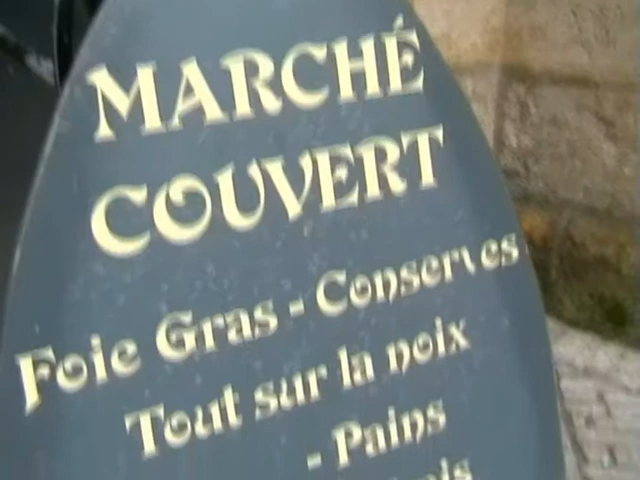 MARCHÉ
COUVERT
Foie Gras - Conserves
Tout sur la noix
- Pains